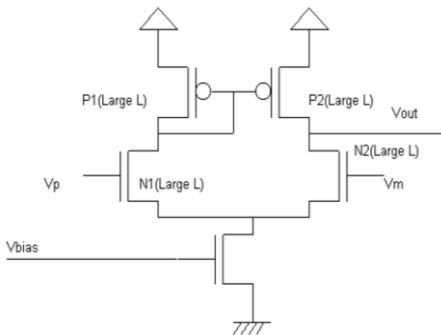 P1(Large L)
P2(Large L)
Vout
N2(Large L)
Vp
N1(Large L)
Vm
Vbias